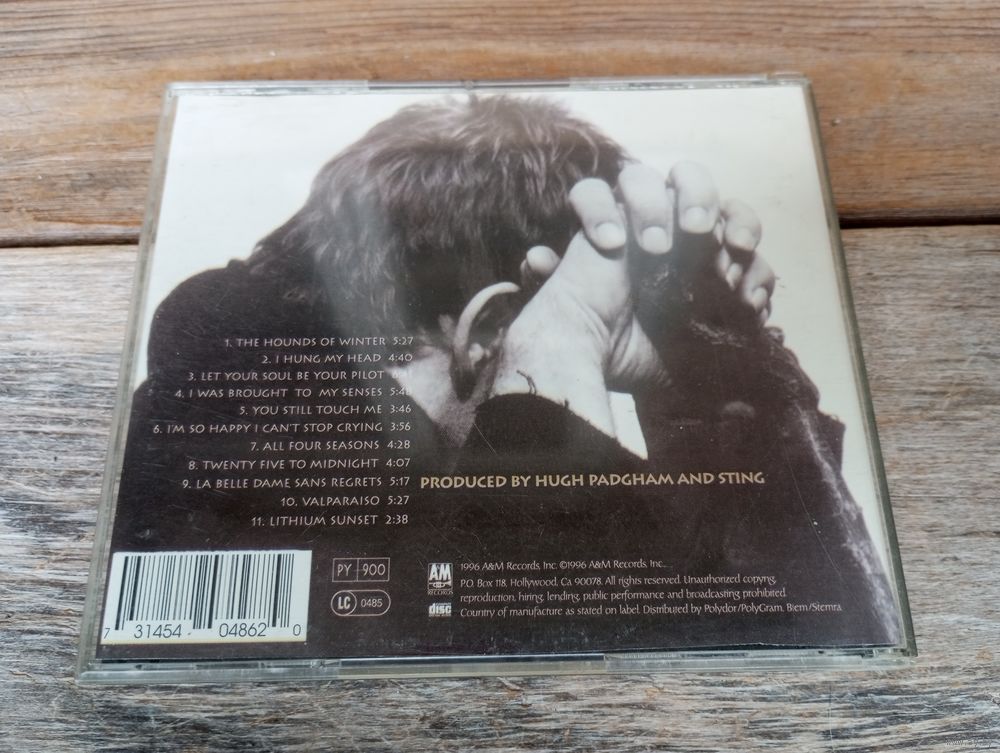 1. THE HOUNDS OF WINTER 5:27
2. I HUNG MY HEAD 4:40
3. LET YOUR SOUL BE YOUR PILOT
4. I WAS BROUGHT TO MY SENSES 5:48
5. YOU STILL TOUCH ME 3:46
6. I'M SO HAPPY I CAN'T STOP CRYING 3:56
7. ALL FOUR SEASONS 4:28
8. TWENTY FIVE TO MIDNIGHT 4:07
9. LA BELLE DAME SANS REGRETS 5:17
10. VALPARAISO 5:27
11. LITHIUM SUNSET 2:38
PRODUCED BY HUGH PADGHAM AND STING
7 31454 04862 0
PY 900
LC 0485
A&M RECORDS
disc
1996 A&M Records, Inc. ©1996 A&M Records, Inc.
P.O. Box 118, Hollywood, Ca 90078. All rights reserved. Unauthorized copying,
reproduction, hiring, lending, public performance and broadcasting prohibited.
Country of manufacture as stated on label. Distributed by Polydor/PolyGram. Biem/Stemra.